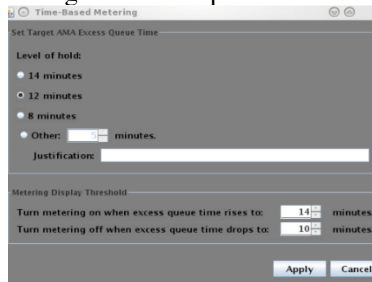 Time-Based Metering
Set Target AMA Excess Queue Time
Level of hold:
14 minutes
12 minutes
8 minutes
Other: 5 minutes.
Justification:
Metering Display Threshold
Turn metering on when excess queue time rises to: 14 minutes
Turn metering off when excess queue time drops to: 10 minutes
Apply Cancel